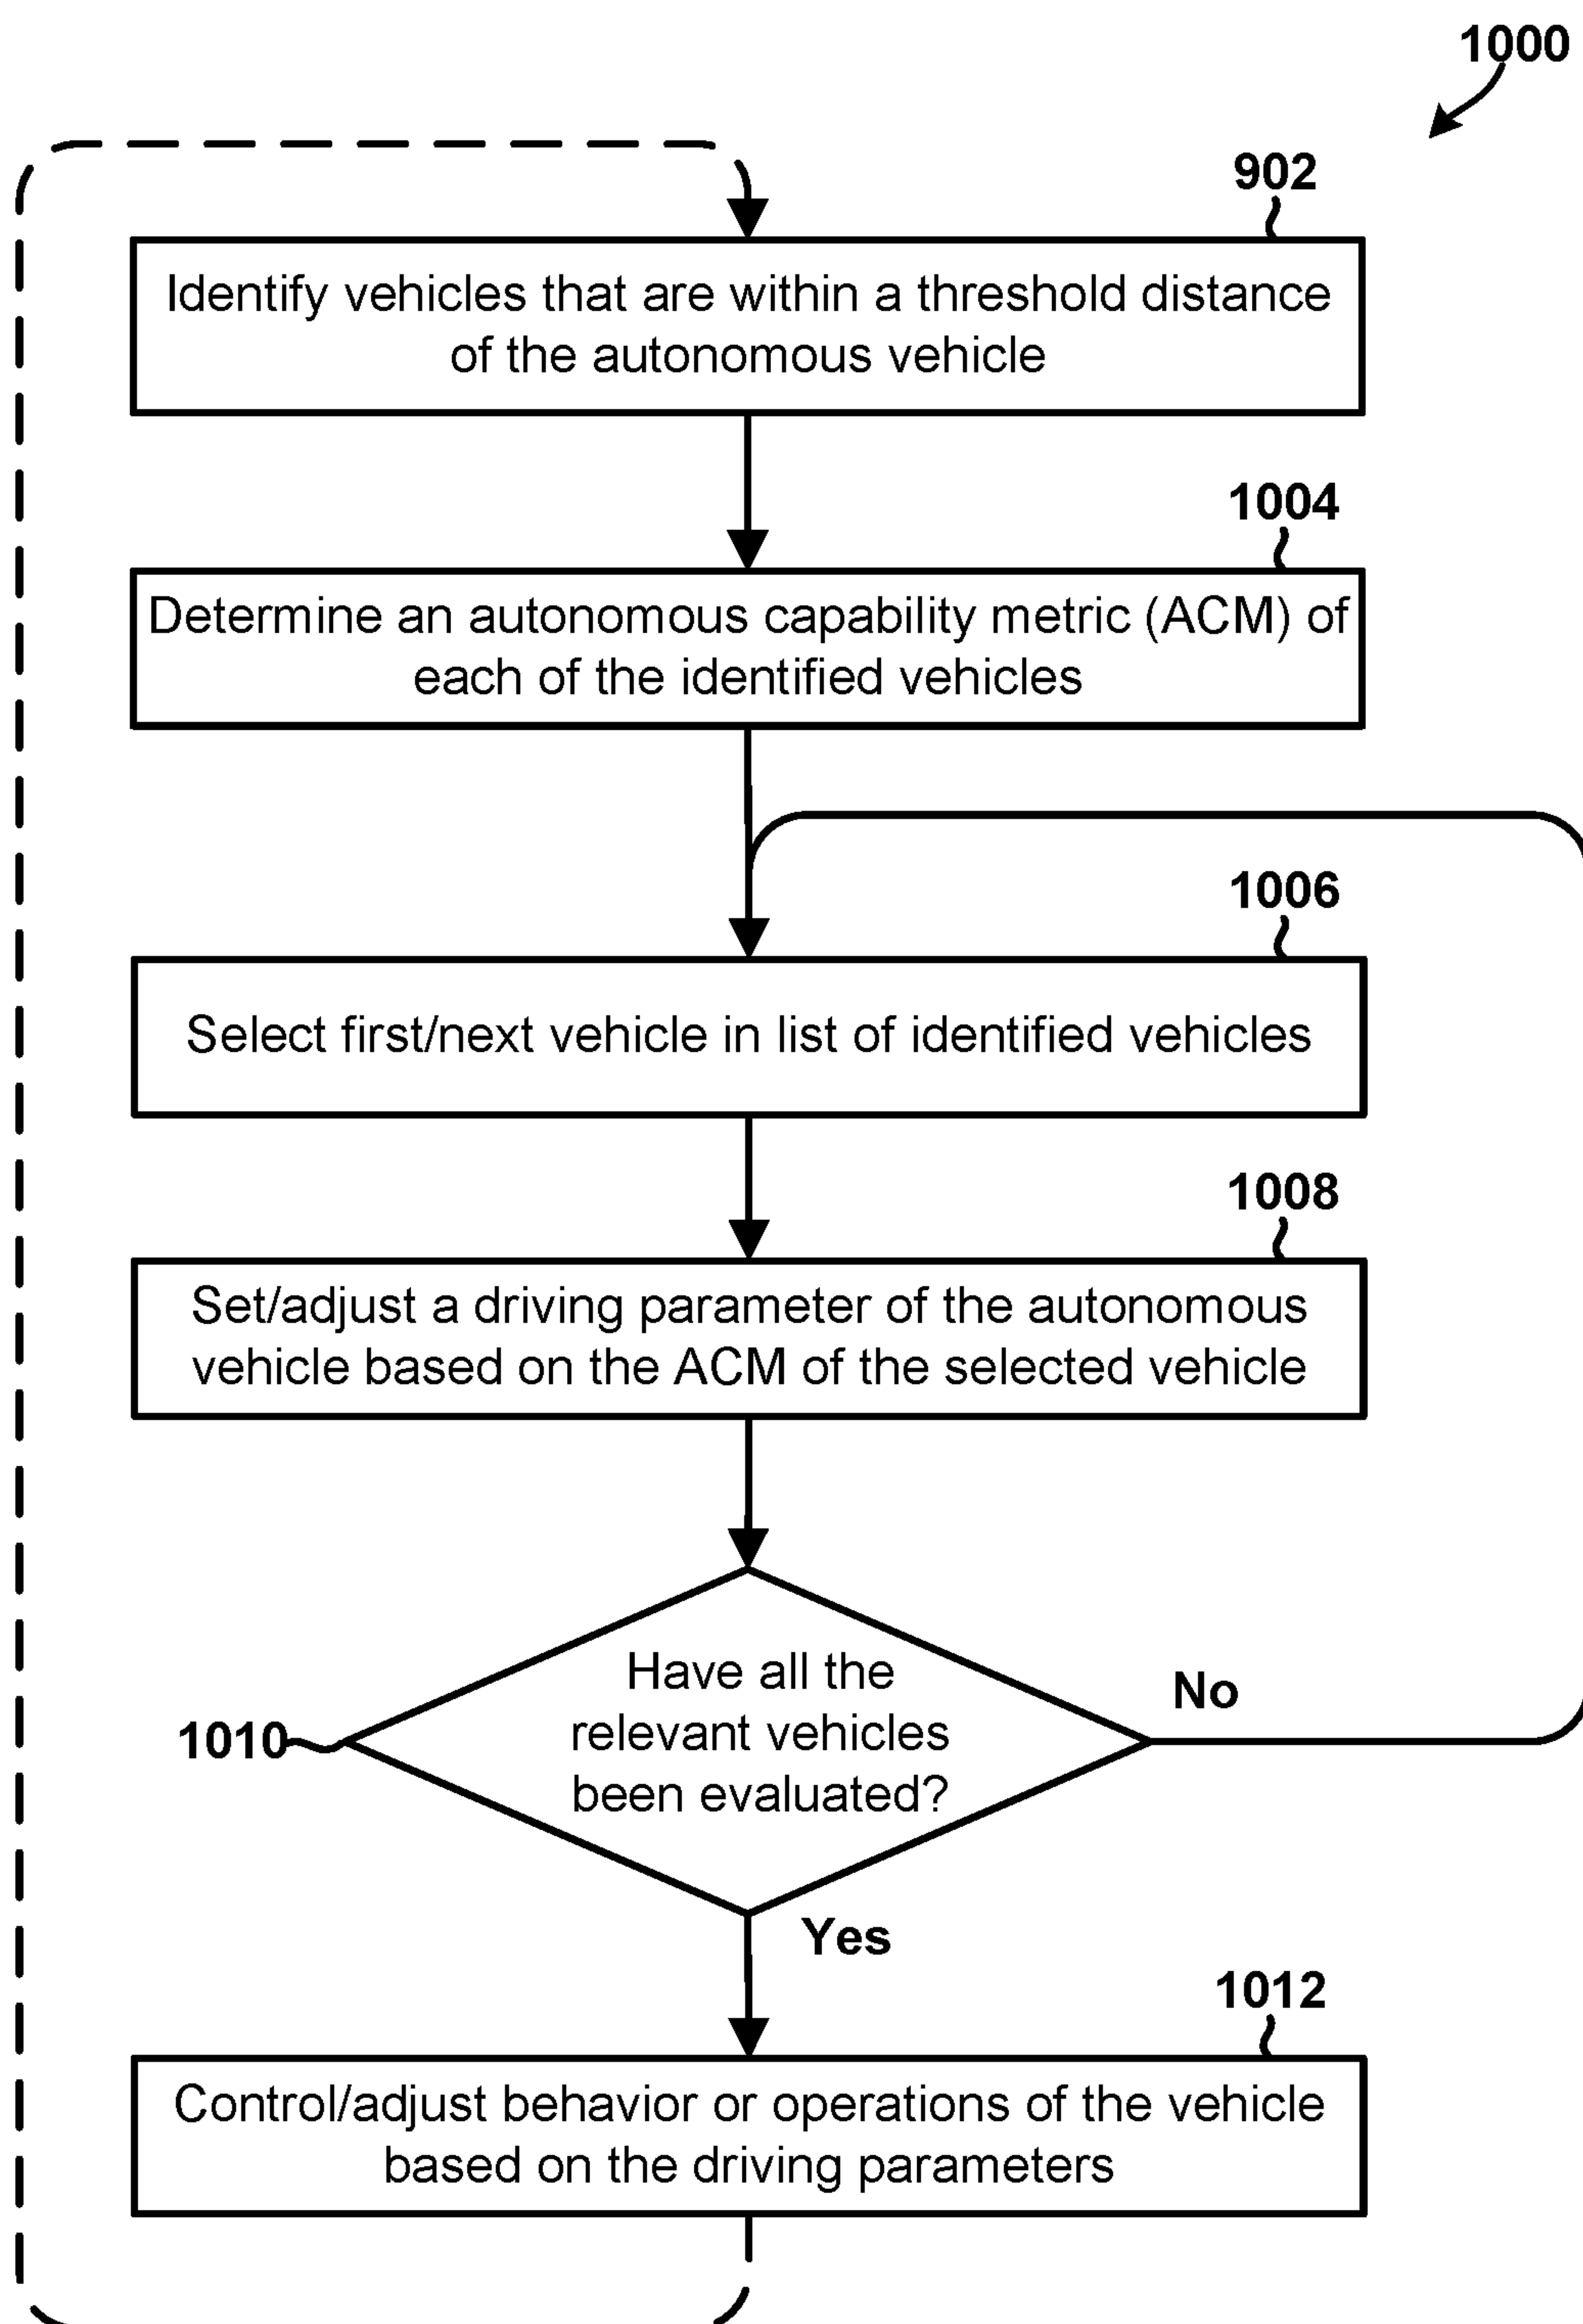 1000
902
Identify vehicles that are within a threshold distance
of the autonomous vehicle
1004
Determine an autonomous capability metric (ACM) of
each of the identified vehicles
1006
Select first/next vehicle in list of identified vehicles
1008
Set/adjust a driving parameter of the autonomous
vehicle based on the ACM of the selected vehicle
Have all the
relevant vehicles
been evaluated?
1010
No
Yes
1012
Control/adjust behavior or operations of the vehicle
based on the driving parameters